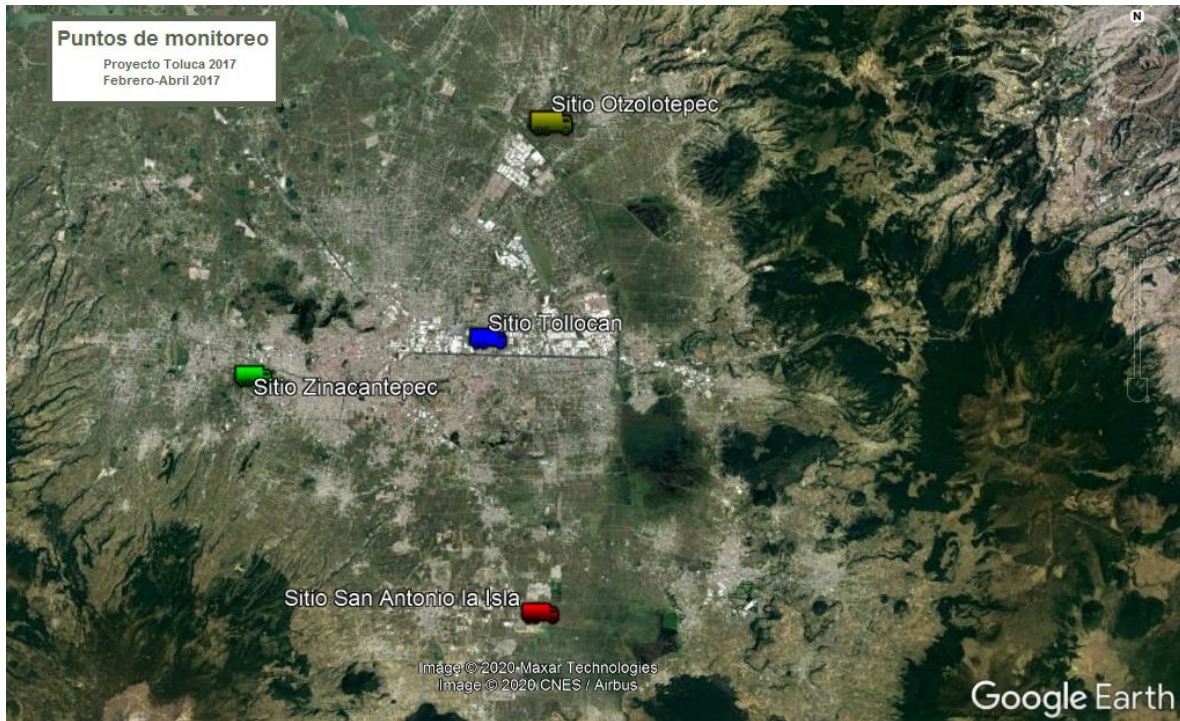 Puntos de monitoreo
Proyecto Toluca 2017
Febrero-Abril 2017
N
Sitio Otzolotepec
Sitio Tollocan
Sitio Zinacantepec
Sitio San Antonio la Isla
Image © 2020 Maxar Technologies
Image © 2020 CNES / Airbus
Google Earth